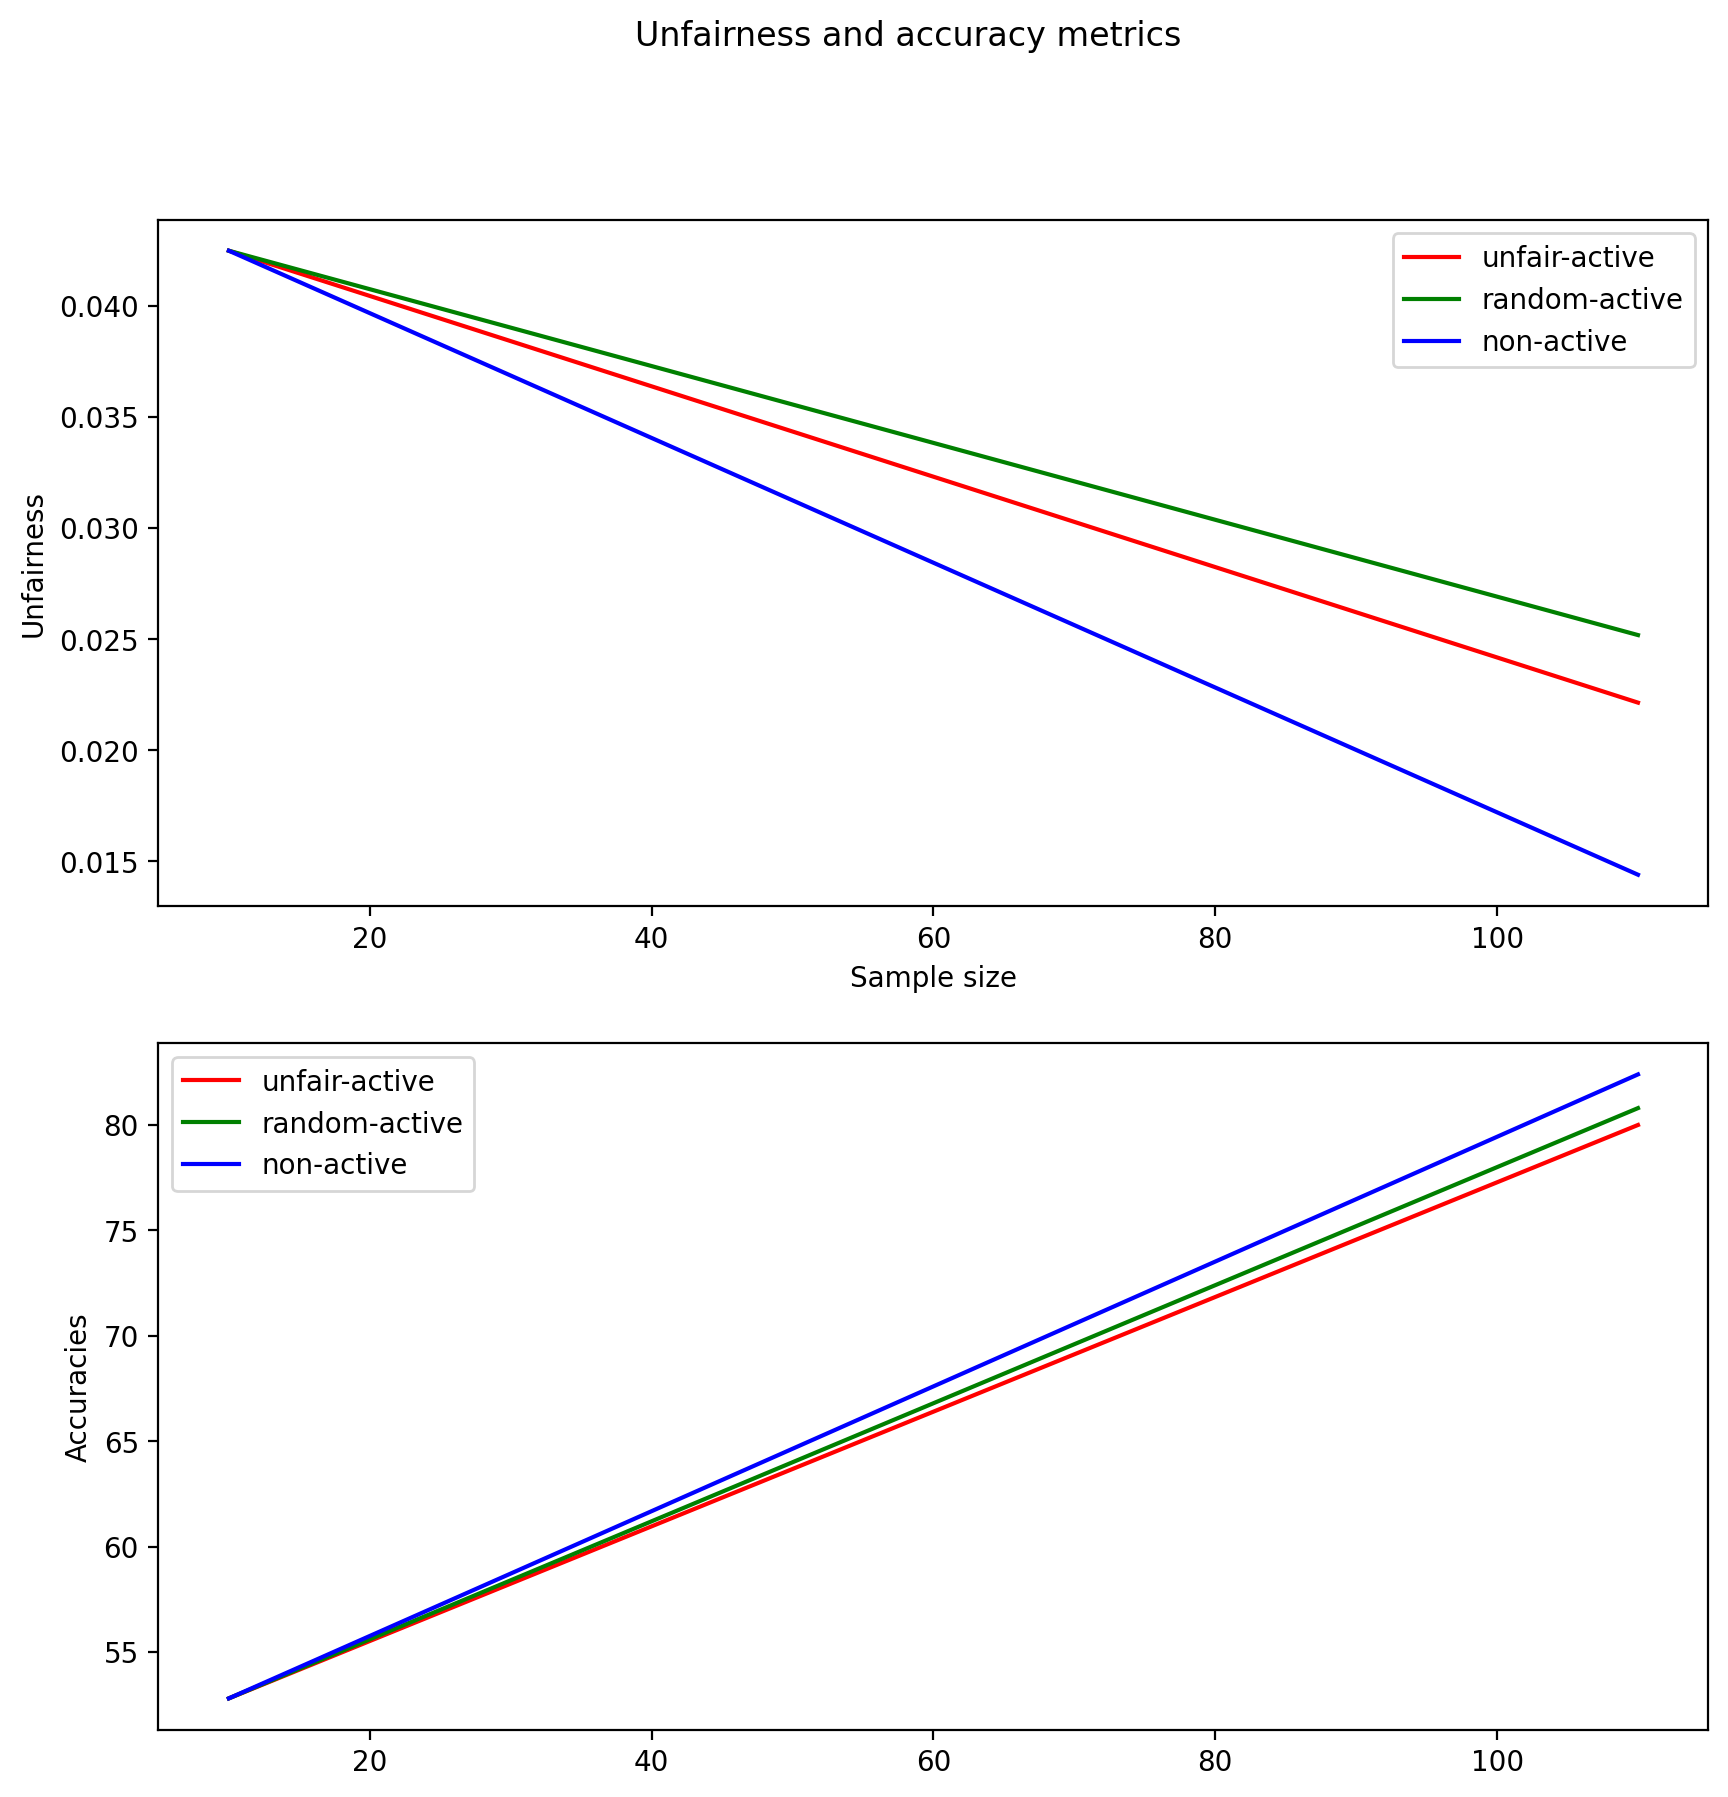 Unfairness and accuracy metrics
unfair-active
random-active
non-active
0.040
0.035
0.030
0.025
0.020
0.015
Unfairness
20 40 60 80 100
Sample size
unfair-active
random-active
non-active
80
75
70
65
60
55
Accuracies
20 40 60 80 100